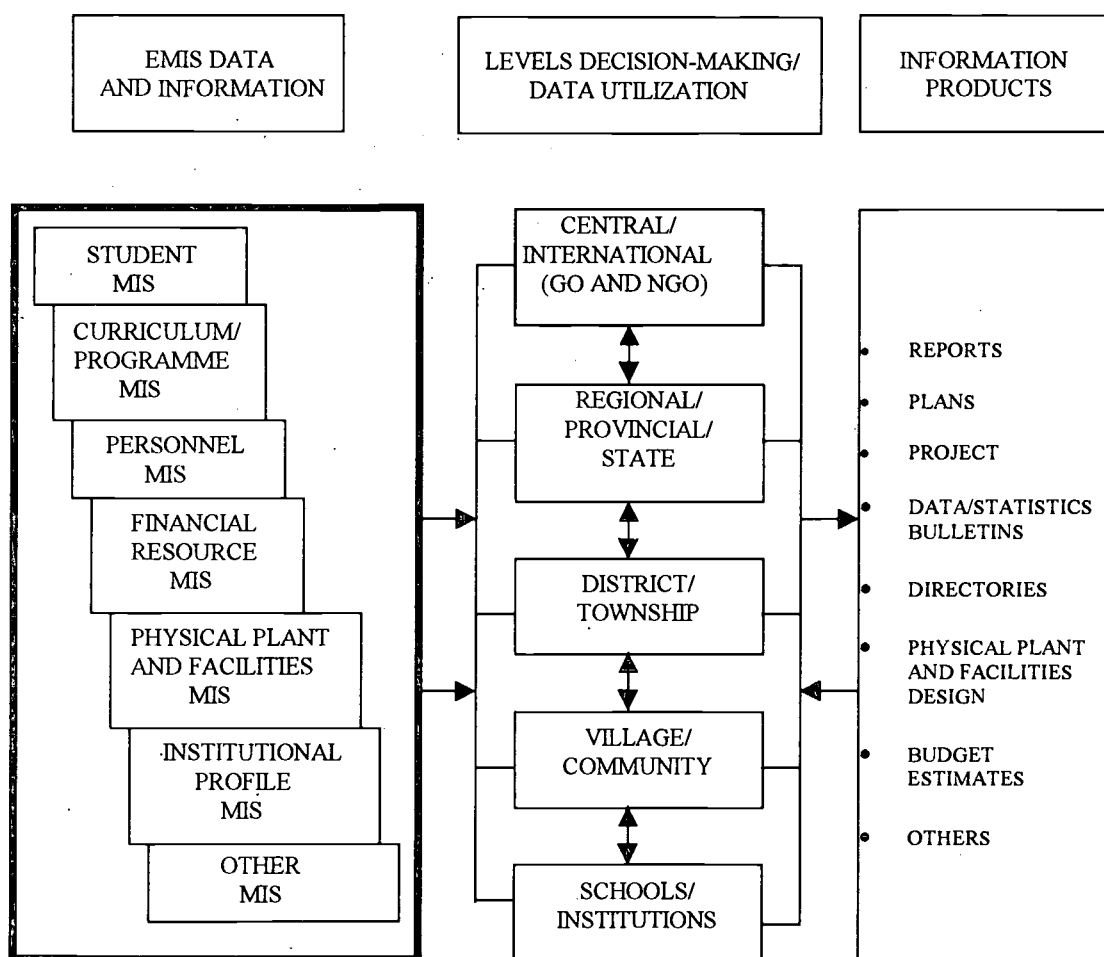 EMIS DATA
AND INFORMATION
LEVELS DECISION-MAKING/
DATA UTILIZATION
INFORMATION
PRODUCTS
STUDENT
MIS
CURRICULUM/
PROGRAMME
MIS
PERSONNEL
MIS
FINANCIAL
RESOURCE
MIS
PHYSICAL PLANT
AND FACILITIES
MIS
INSTITUTIONAL
PROFILE
MIS
OTHER
MIS
CENTRAL/
INTERNATIONAL
(GO AND NGO)
REGIONAL/
PROVINCIAL/
STATE
DISTRICT/
TOWNSHIP
VILLAGE/
COMMUNITY
SCHOOLS/
INSTITUTIONS
• REPORTS
• PLANS
• PROJECT
• DATA/STATISTICS
BULLETINS
• DIRECTORIES
• PHYSICAL PLANT
AND FACILITIES
DESIGN
• BUDGET
ESTIMATES
• OTHERS